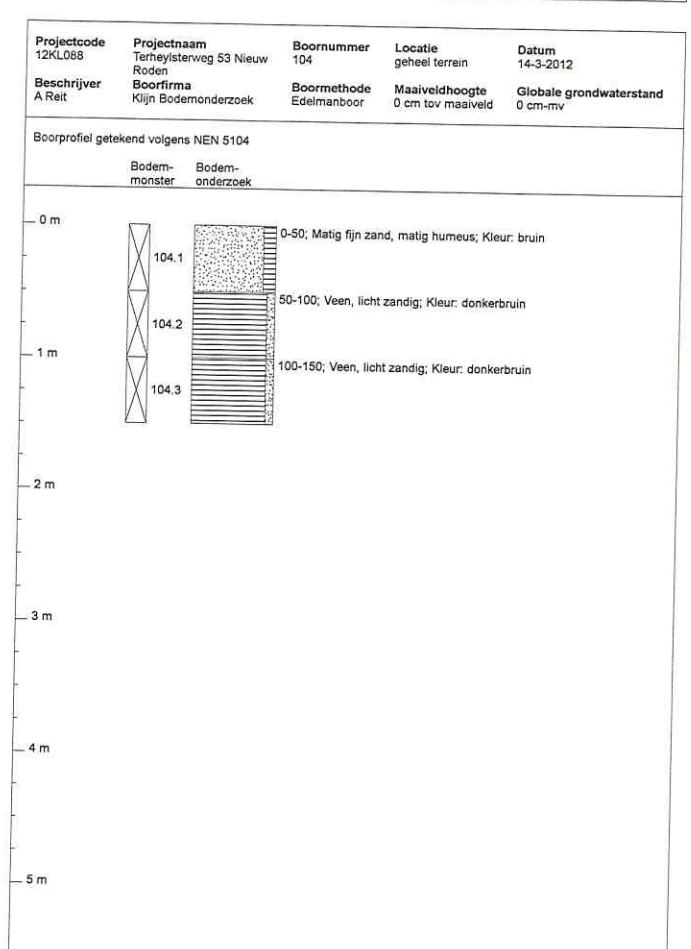 Projectcode Projectnaam Boornummer Locatie Datum
12KL088 Terheylsterweg 53 Nieuw Roden 104 geheel terrein 14-3-2012
Beschrijver Boorfirma Boormethode Maaiveldhoogte Globale grondwaterstand
A Reit Klijn Bodemonderzoek Edelmanboor 0 cm tov maaiveld 0 cm-mv
Boorprofiel getekend volgens NEN 5104
Bodem-monster Bodem-onderzoek
0 m
104.1 0-50; Matig fijn zand, matig humeus; Kleur: bruin
104.2 50-100; Veen, licht zandig; Kleur: donkerbruin
1 m
104.3 100-150; Veen, licht zandig; Kleur: donkerbruin
2 m
3 m
4 m
5 m